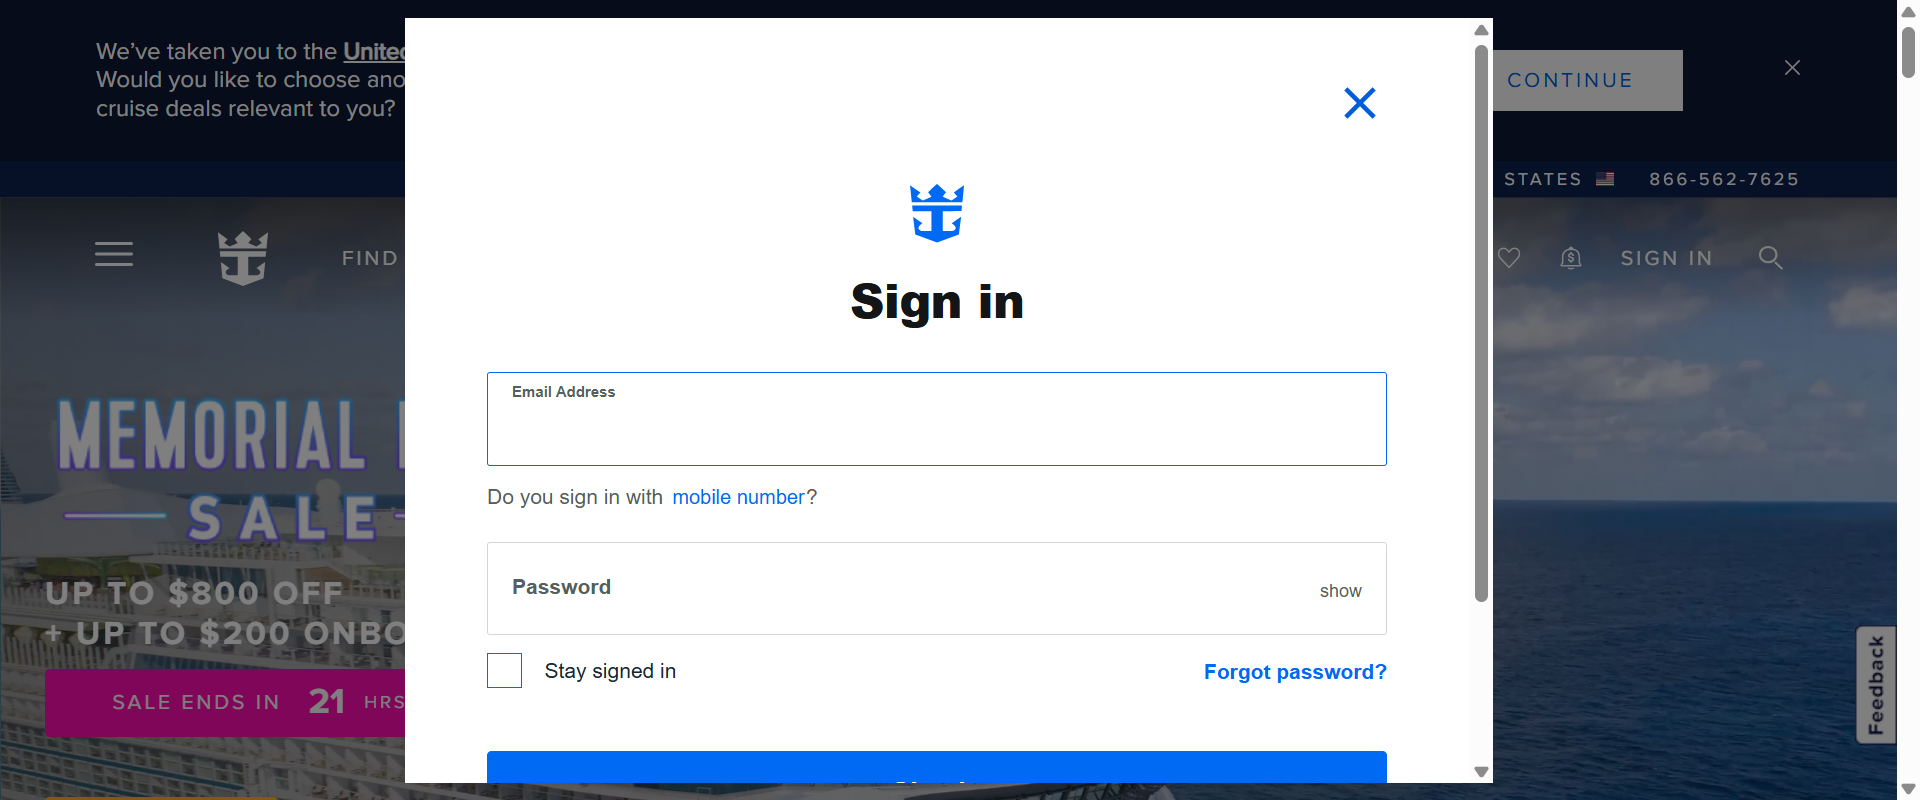 We've taken you to the United
Would you like to choose ano
cruise deals relevant to you?
CONTINUE
STATES
866-562-7625
FIND
SIGN IN
MEMORIAL
SALE
UP TO $800 OFF
+ UP TO $200 ONBO
SALE ENDS IN 21 HRS
Sign in
Email Address
Do you sign in with mobile number?
Password
show
Stay signed in
Forgot password?
Feedback